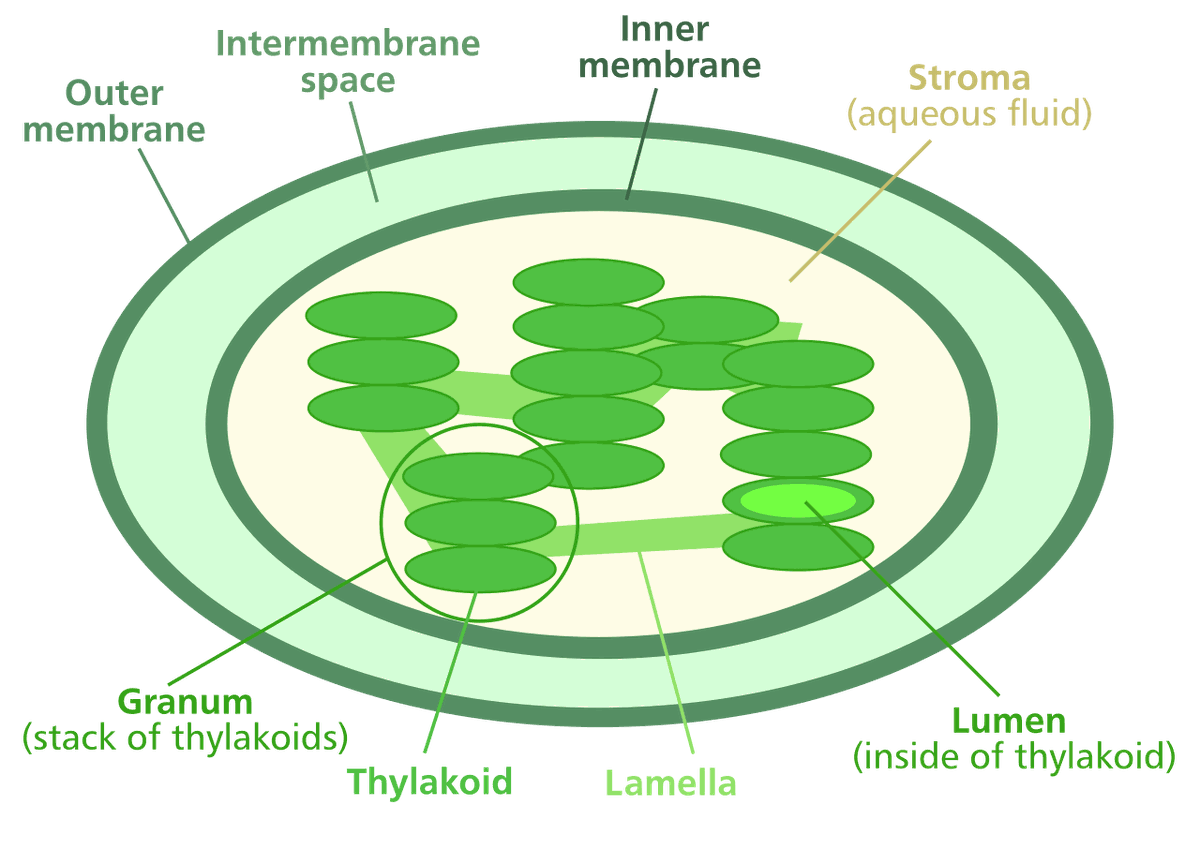 Outer
membrane
Intermembrane
space
Inner
membrane
Stroma
(aqueous fluid)
Granum
(stack of thylakoids)
Thylakoid
Lamella
Lumen
(inside of thylakoid)